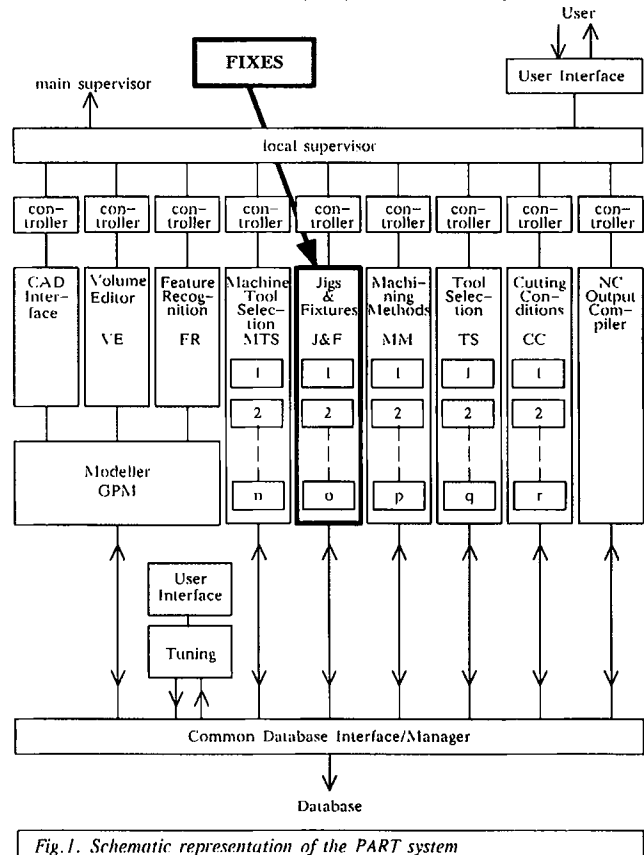 User
FIXES
User Interface
main supervisor
local supervisor
con-
troller
con-
troller
con-
troller
con-
troller
con-
troller
con-
troller
con-
troller
con-
troller
con-
troller
CAD
Inter-
face
Volume
Editor
VE
Feature
Recog-
nition
FR
Machine
Tool
Selec-
tion
MTS
1
2
n
Jigs
&
Fixtures
J&F
1
2
o
Machi-
ning
Methods
MM
1
2
p
Tool
Selec-
tion
TS
1
2
q
Cutting
Condi-
tions
CC
1
2
r
NC
Output
Compi-
ler
Modeller
GPM
User
Interface
Tuning
Common Database Interface/Manager
Database
Fig.1. Schematic representation of the PART system